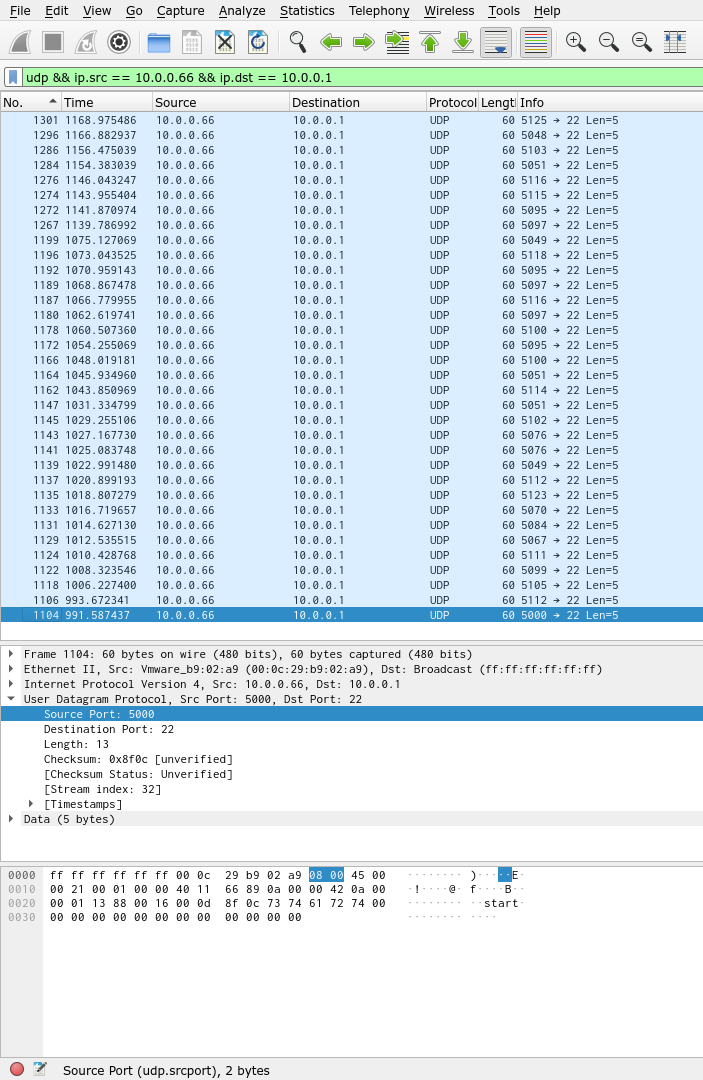 File Edit View Go Capture Analyze Statistics Telephony Wireless Tools Help
udp && ip.src == 10.0.0.66 && ip.dst == 10.0.0.1
No. Time Source Destination Protocol Lengt Info
1301 1168.975486 10.0.0.66 10.0.0.1 UDP 60 5125 → 22 Len=5
1296 1166.882937 10.0.0.66 10.0.0.1 UDP 60 5048 → 22 Len=5
1286 1156.475039 10.0.0.66 10.0.0.1 UDP 60 5103 → 22 Len=5
1284 1154.383039 10.0.0.66 10.0.0.1 UDP 60 5051 → 22 Len=5
1276 1146.043247 10.0.0.66 10.0.0.1 UDP 60 5116 → 22 Len=5
1274 1143.955404 10.0.0.66 10.0.0.1 UDP 60 5115 → 22 Len=5
1272 1141.870974 10.0.0.66 10.0.0.1 UDP 60 5095 → 22 Len=5
1267 1139.786992 10.0.0.66 10.0.0.1 UDP 60 5097 → 22 Len=5
1199 1075.127069 10.0.0.66 10.0.0.1 UDP 60 5049 → 22 Len=5
1196 1073.043525 10.0.0.66 10.0.0.1 UDP 60 5118 → 22 Len=5
1192 1070.959143 10.0.0.66 10.0.0.1 UDP 60 5095 → 22 Len=5
1189 1068.867478 10.0.0.66 10.0.0.1 UDP 60 5097 → 22 Len=5
1187 1066.779955 10.0.0.66 10.0.0.1 UDP 60 5116 → 22 Len=5
1180 1062.619741 10.0.0.66 10.0.0.1 UDP 60 5097 → 22 Len=5
1178 1060.507360 10.0.0.66 10.0.0.1 UDP 60 5100 → 22 Len=5
1172 1054.255069 10.0.0.66 10.0.0.1 UDP 60 5095 → 22 Len=5
1166 1048.019181 10.0.0.66 10.0.0.1 UDP 60 5100 → 22 Len=5
1164 1045.934960 10.0.0.66 10.0.0.1 UDP 60 5051 → 22 Len=5
1162 1043.850969 10.0.0.66 10.0.0.1 UDP 60 5114 → 22 Len=5
1147 1031.334799 10.0.0.66 10.0.0.1 UDP 60 5051 → 22 Len=5
1145 1029.255106 10.0.0.66 10.0.0.1 UDP 60 5102 → 22 Len=5
1143 1027.167730 10.0.0.66 10.0.0.1 UDP 60 5076 → 22 Len=5
1141 1025.083748 10.0.0.66 10.0.0.1 UDP 60 5076 → 22 Len=5
1139 1022.991480 10.0.0.66 10.0.0.1 UDP 60 5049 → 22 Len=5
1137 1020.899193 10.0.0.66 10.0.0.1 UDP 60 5112 → 22 Len=5
1135 1018.807279 10.0.0.66 10.0.0.1 UDP 60 5123 → 22 Len=5
1133 1016.719657 10.0.0.66 10.0.0.1 UDP 60 5070 → 22 Len=5
1131 1014.627130 10.0.0.66 10.0.0.1 UDP 60 5084 → 22 Len=5
1129 1012.535515 10.0.0.66 10.0.0.1 UDP 60 5067 → 22 Len=5
1124 1010.428768 10.0.0.66 10.0.0.1 UDP 60 5111 → 22 Len=5
1122 1008.323546 10.0.0.66 10.0.0.1 UDP 60 5099 → 22 Len=5
1118 1006.227400 10.0.0.66 10.0.0.1 UDP 60 5105 → 22 Len=5
1106 993.672341 10.0.0.66 10.0.0.1 UDP 60 5112 → 22 Len=5
1104 991.587437 10.0.0.66 10.0.0.1 UDP 60 5000 → 22 Len=5
Frame 1104: 60 bytes on wire (480 bits), 60 bytes captured (480 bits)
Ethernet II, Src: Vmware_b9:02:a9 (00:0c:29:b9:02:a9), Dst: Broadcast (ff:ff:ff:ff:ff:ff)
Internet Protocol Version 4, Src: 10.0.0.66, Dst: 10.0.0.1
User Datagram Protocol, Src Port: 5000, Dst Port: 22
Source Port: 5000
Destination Port: 22
Length: 13
Checksum: 0x8f0c [unverified]
[Checksum Status: Unverified]
[Stream index: 32]
[Timestamps]
Data (5 bytes)
0000 ff ff ff ff ff ff 00 0c 29 b9 02 a9 08 00 45 00 ········ )·····E·
0010 00 21 00 01 00 00 40 11 66 89 0a 00 00 42 0a 00 ·!····@· f····B··
0020 00 01 13 88 00 16 00 0d 8f 0c 73 74 61 72 74 00 ········ ··start·
0030 00 00 00 00 00 00 00 00 00 00 00 00 ········ ····
Source Port (udp.srcport), 2 bytes